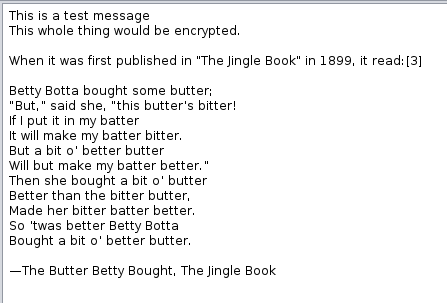 This is a test message
This whole thing would be encrypted.
When it was first published in "The Jingle Book" in 1899, it read:[3]
Betty Botta bought some butter;
"But," said she, "this butter's bitter!
If I put it in my batter
It will make my batter bitter.
But a bit o' better butter
Will but make my batter better."
Then she bought a bit o' butter
Better than the bitter butter,
Made her bitter batter better.
So 'twas better Betty Botta
Bought a bit o' better butter.
—The Butter Betty Bought, The Jingle Book